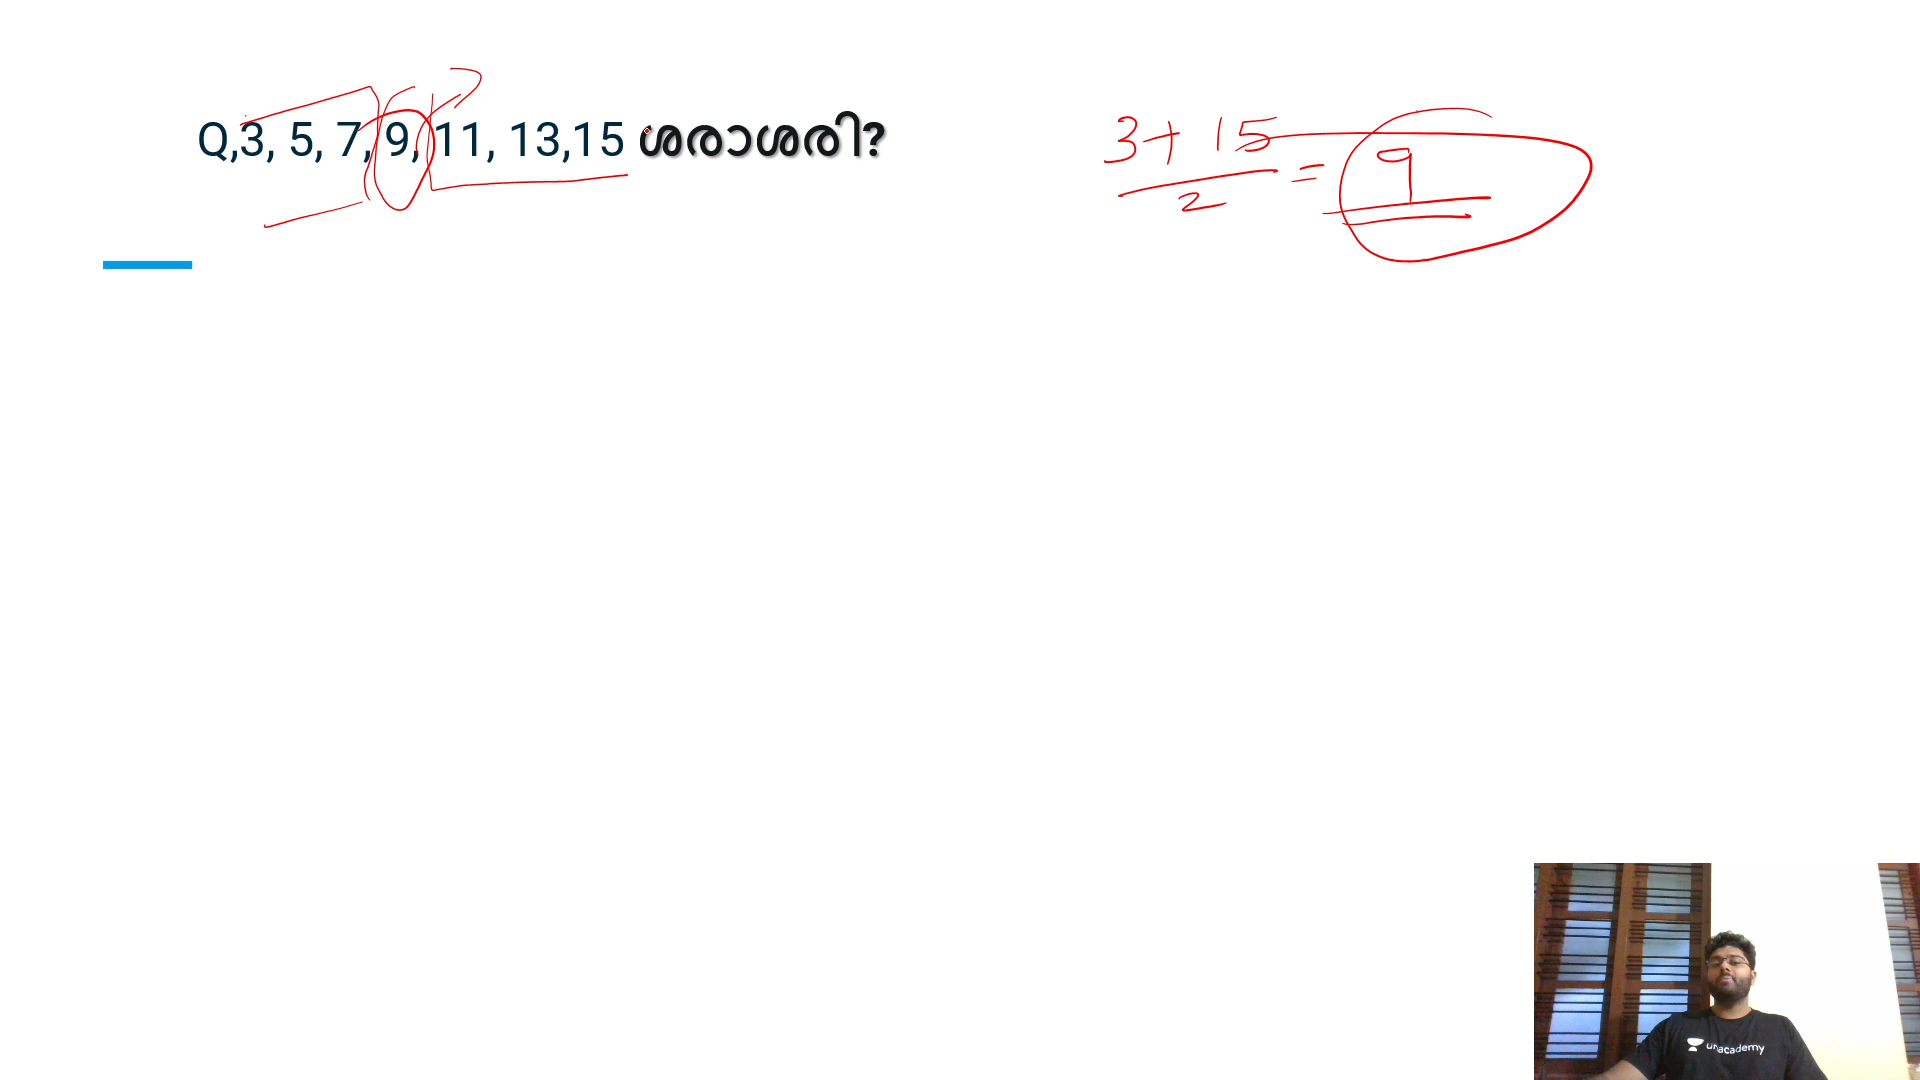 Q,3, 5, 7, 9, 11, 13,15 ശരാശരി?
3+ 15
2
= 9
unacademy